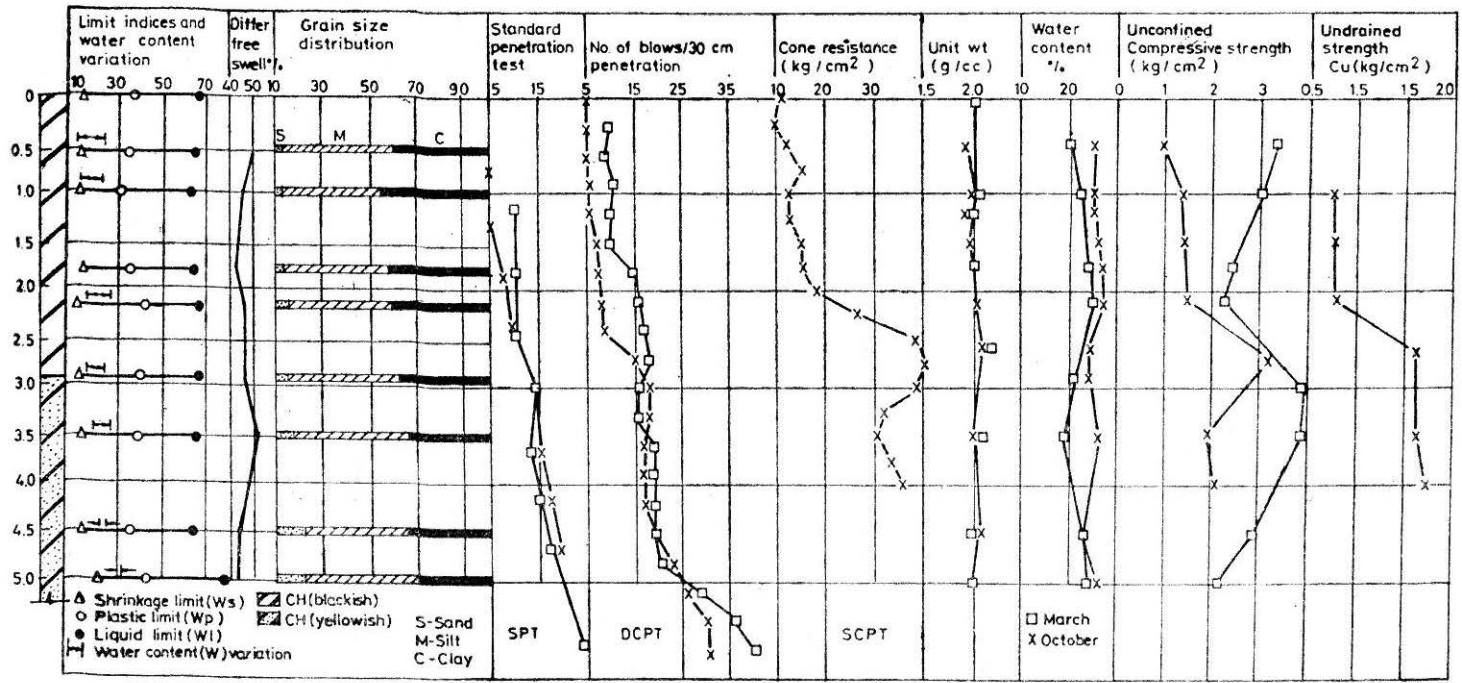 Limit indices and
water content
variation
Differ
free
swell %
Grain size
distribution
Standard
penetration
test
No. of blows/30 cm
penetration
Cone resistance
(kg/cm2)
Unit wt
(g/cc)
Water
content
%
Unconfined
Compressive strength
(kg/cm2)
Undrained
strength
Cu(kg/cm2)
10 30 50 70 40 50 10 30 50 70 90 5 15 5 15 25 35 10 20 30 1.5 2.0 10 20 0 1 2 3 0.5 1.5 1.0 2.0
0
S M C
0.5
1.0
1.5
2.0
2.5
3.0
3.5
4.0
4.5
5.0
Δ Shrinkage limit(Ws)
○ Plastic limit(Wp)
● Liquid limit(Wl)
Water content(W)variation
CH(blackish)
CH(yellowish)
S-Sand
M-Silt
C-Clay
SPT
DCPT
SCPT
□ March
X October